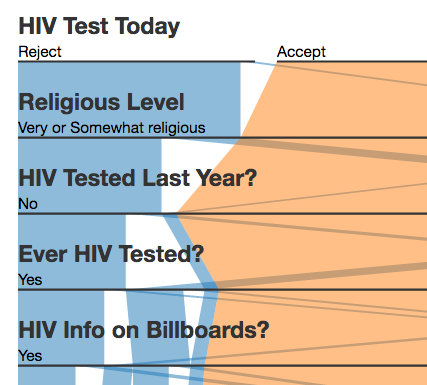 HIV Test Today
Reject Accept
Religious Level
Very or Somewhat religious
HIV Tested Last Year?
No
Ever HIV Tested?
Yes
HIV Info on Billboards?
Yes